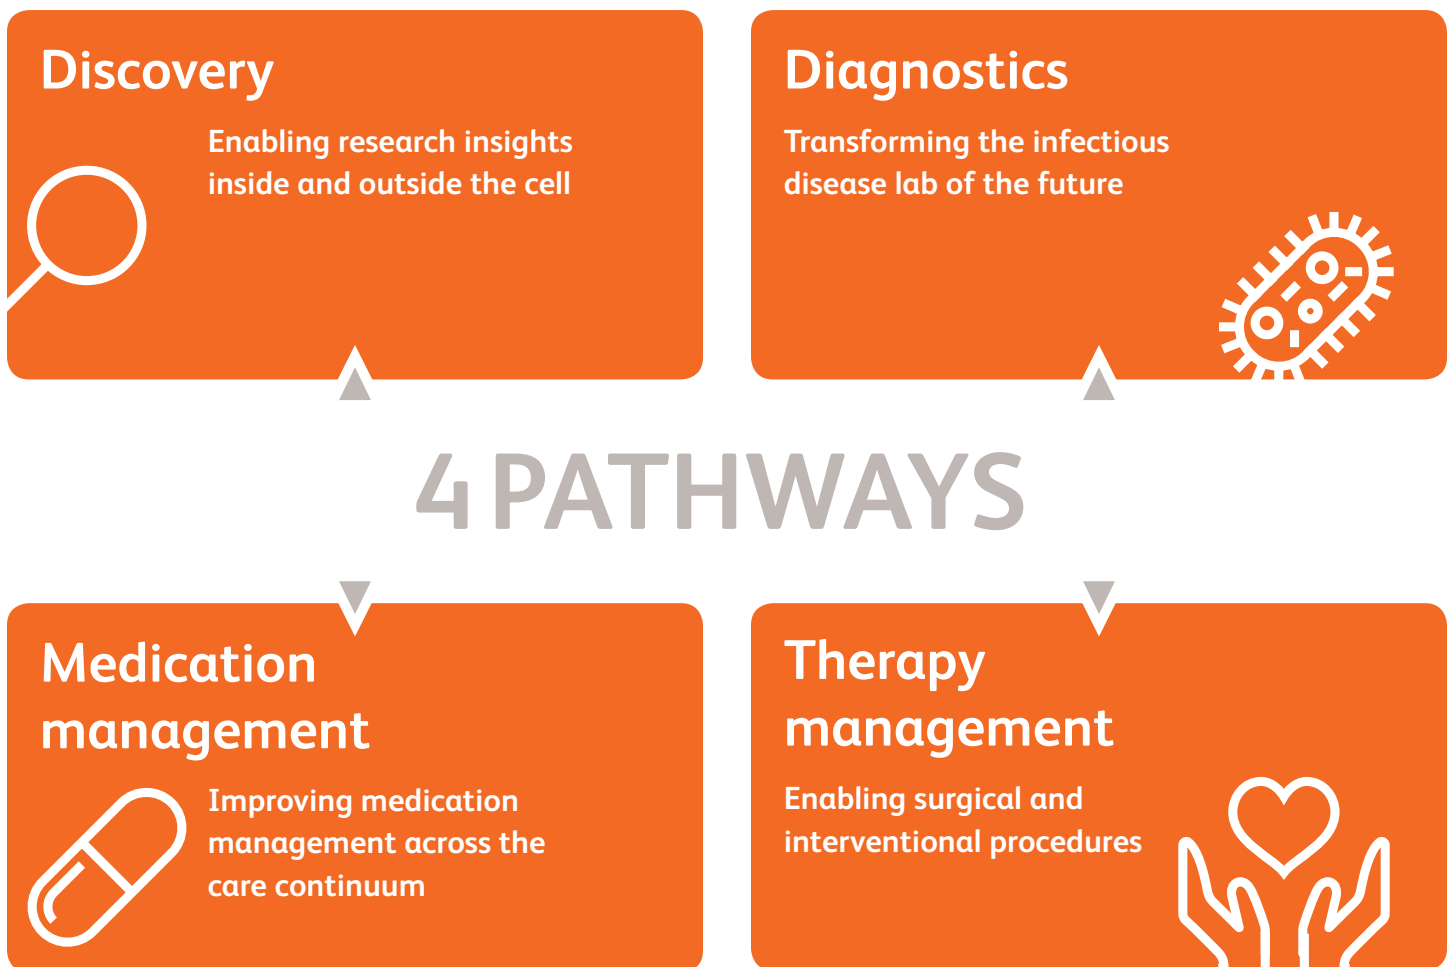 Discovery
Enabling research insights
inside and outside the cell
Diagnostics
Transforming the infectious
disease lab of the future
4 PATHWAYS
Medication
management
Improving medication
management across the
care continuum
Therapy
management
Enabling surgical and
interventional procedures